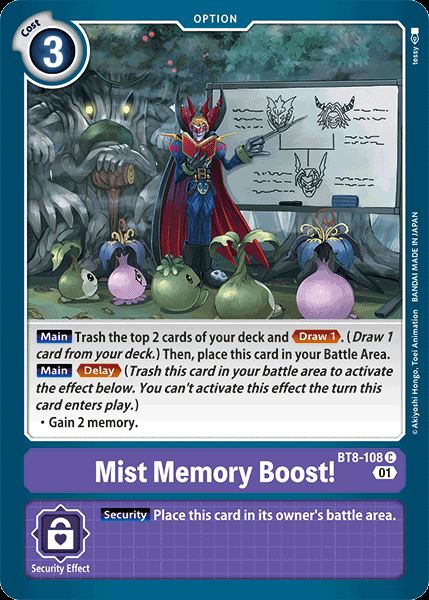 Cost
3
OPTION
tessy
© Akiyoshi Hongo, Toei Animation BANDAI MADE IN JAPAN
Main Trash the top 2 cards of your deck and Draw 1. (Draw 1
card from your deck.) Then, place this card in your Battle Area.
Main Delay (Trash this card in your battle area to activate
the effect below. You can't activate this effect the turn this
card enters play.)
• Gain 2 memory.
BT8-108 C
Mist Memory Boost!
01
Security Place this card in its owner's battle area.
Security Effect